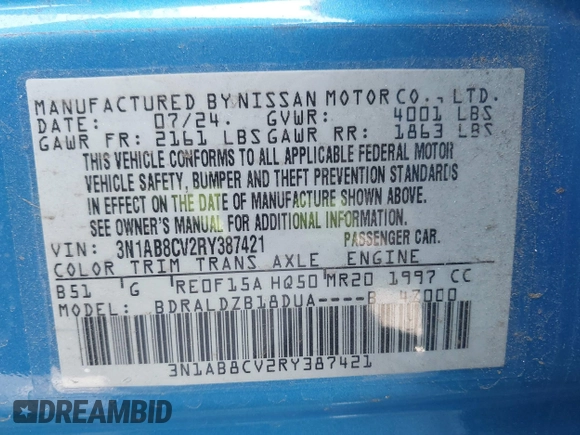 MANUFACTURED BY NISSAN MOTOR CO., LTD.
DATE: 07/24. GVWR: 4001 LBS
GAWR FR: 2161 LBS GAWR RR: 1863 LBS
THIS VEHICLE CONFORMS TO ALL APPLICABLE FEDERAL MOTOR
VEHICLE SAFETY, BUMPER AND THEFT PREVENTION STANDARDS
IN EFFECT ON THE DATE OF MANUFACTURE SHOWN ABOVE.
SEE OWNER'S MANUAL FOR ADDITIONAL INFORMATION.
VIN: 3N1AB8CV2RY387421 PASSENGER CAR.
COLOR TRIM TRANS AXLE ENGINE
B51 G RE0F15A HQ50 MR20 1997 CC
MODEL: BDRALDZB18DUA----B 47000
3N1AB8CV2RY387421
DREAMBID